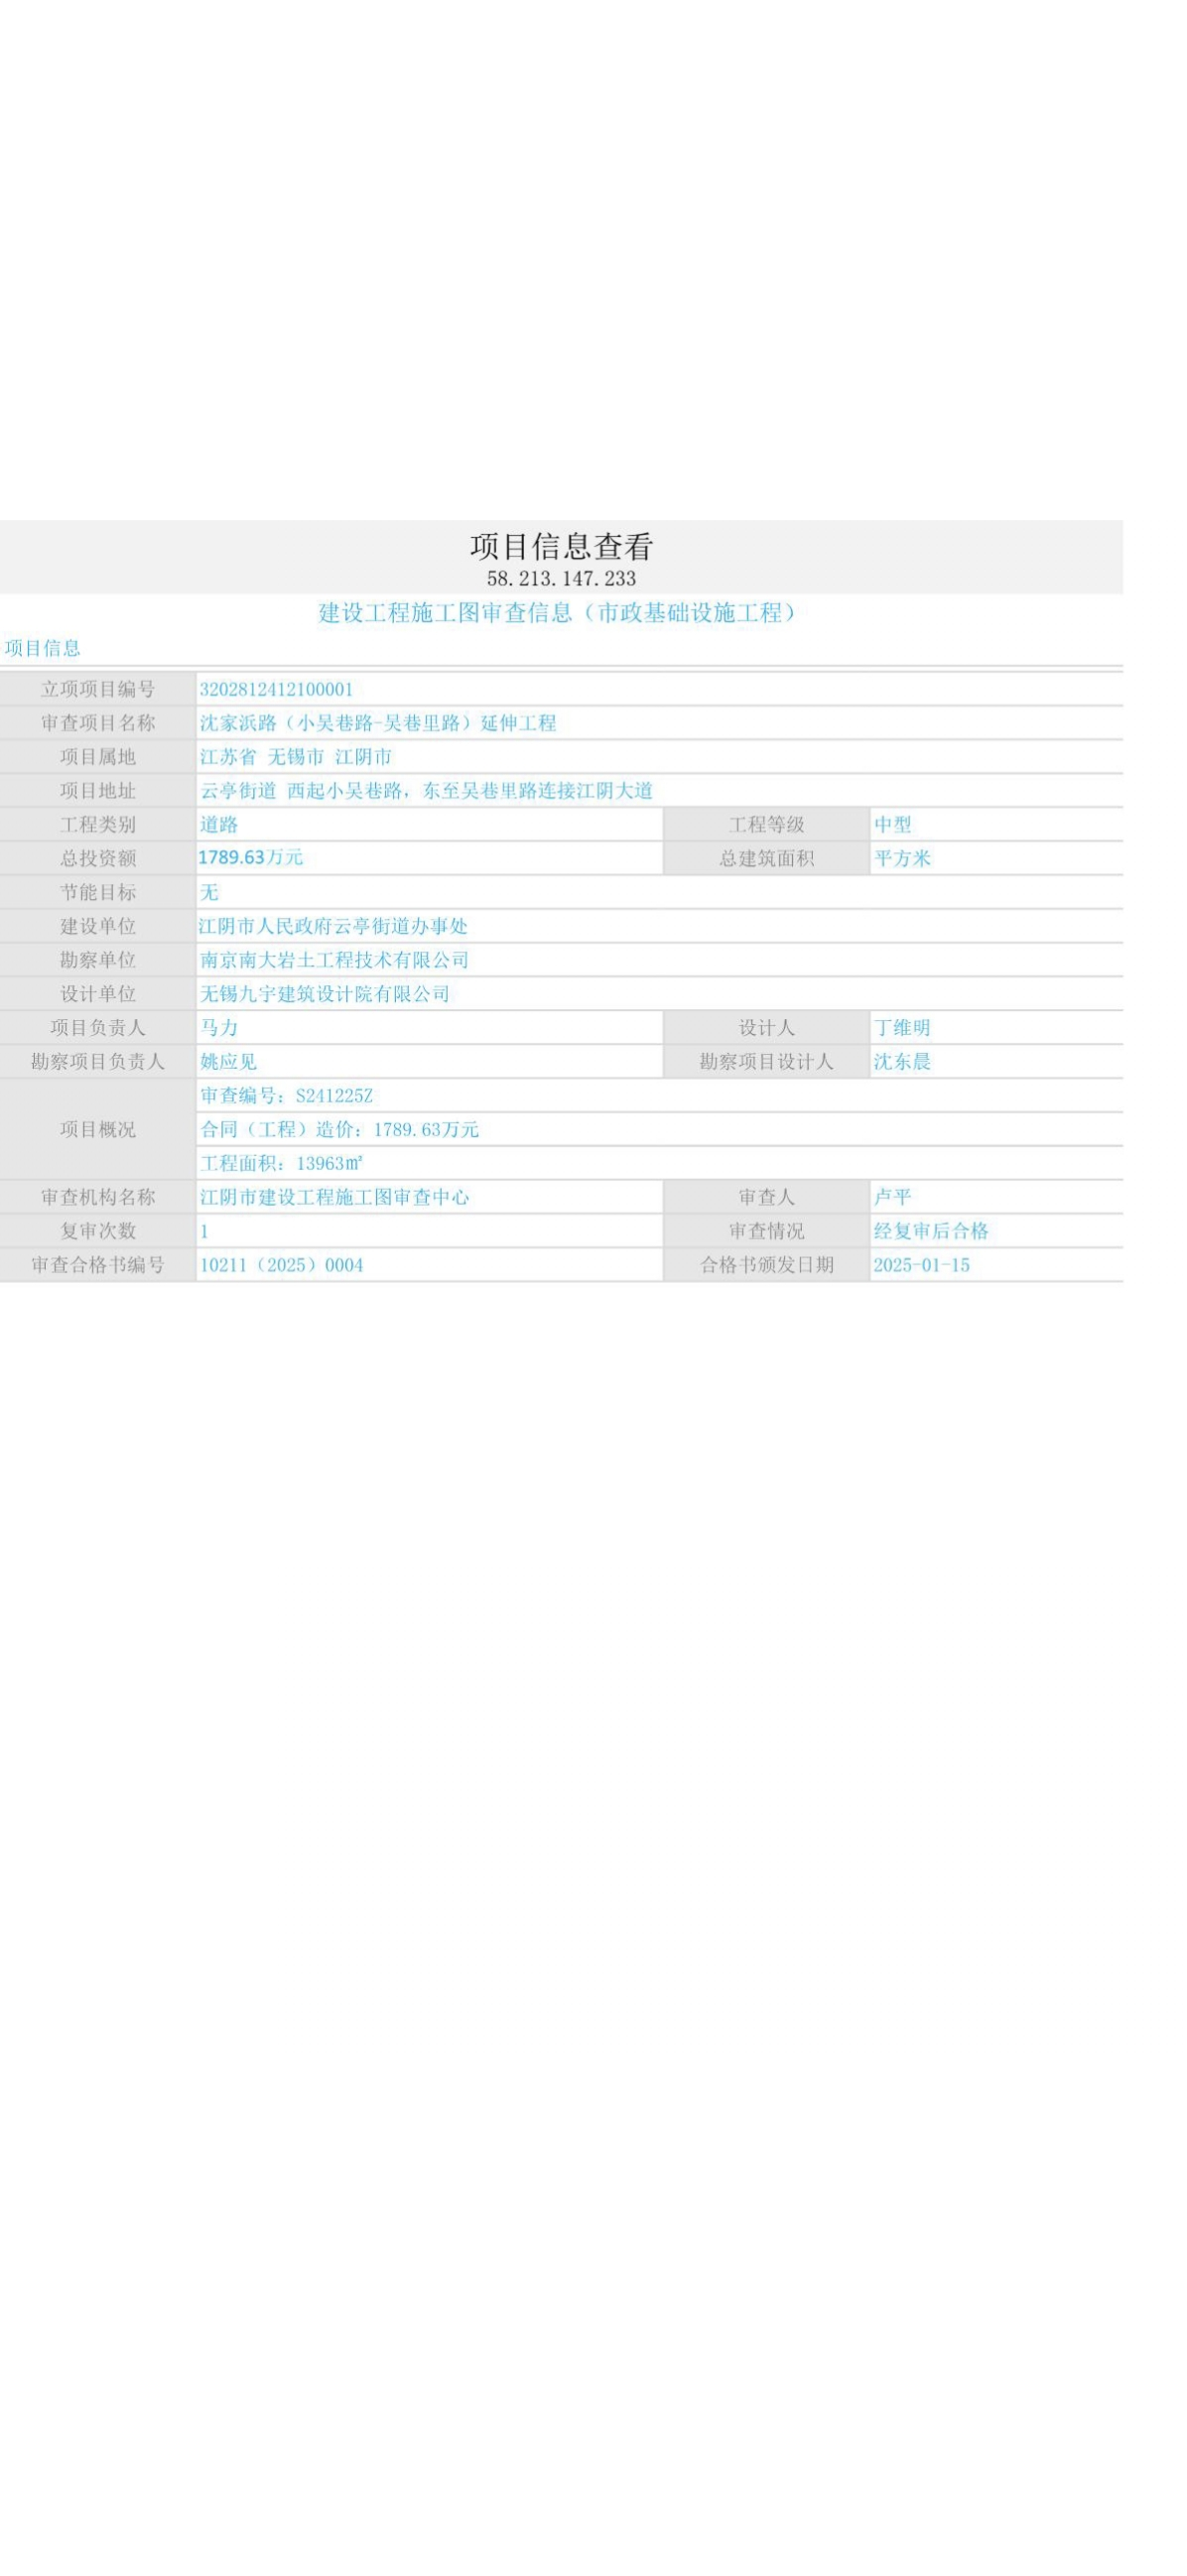 项目信息查看
58.213.147.233
建设工程施工图审查信息（市政基础设施工程）
项目信息
立项项目编号 3202812412100001
审查项目名称 沈家浜路（小吴巷路-吴巷里路）延伸工程
项目属地 江苏省 无锡市 江阴市
项目地址 云亭街道 西起小吴巷路，东至吴巷里路连接江阴大道
工程类别 道路 工程等级 中型
总投资额 1789.63万元 总建筑面积 平方米
节能目标 无
建设单位 江阴市人民政府云亭街道办事处
勘察单位 南京南大岩土工程技术有限公司
设计单位 无锡九宇建筑设计院有限公司
项目负责人 马力 设计人 丁维明
勘察项目负责人 姚应见 勘察项目设计人 沈东晨
项目概况 审查编号：S241225Z
合同（工程）造价：1789.63万元
工程面积：13963㎡
审查机构名称 江阴市建设工程施工图审查中心 审查人 卢平
复审次数 1 审查情况 经复审后合格
审查合格书编号 10211（2025）0004 合格书颁发日期 2025-01-15